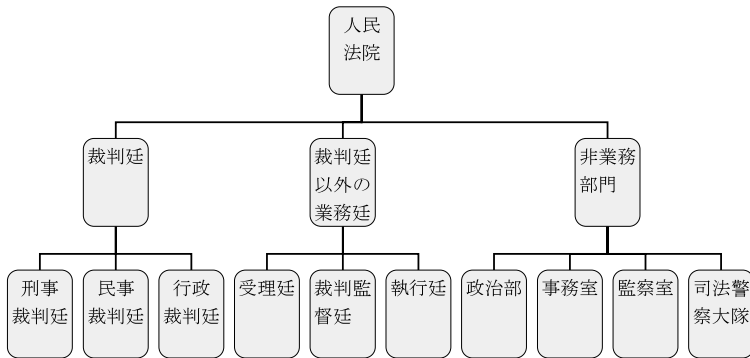 人民
法院
裁判廷
裁判廷
以外の
業務廷
非業務
部門
刑事
裁判廷
民事
裁判廷
行政
裁判廷
受理廷
裁判監
督廷
執行廷
政治部
事務室
監察室
司法警
察大隊